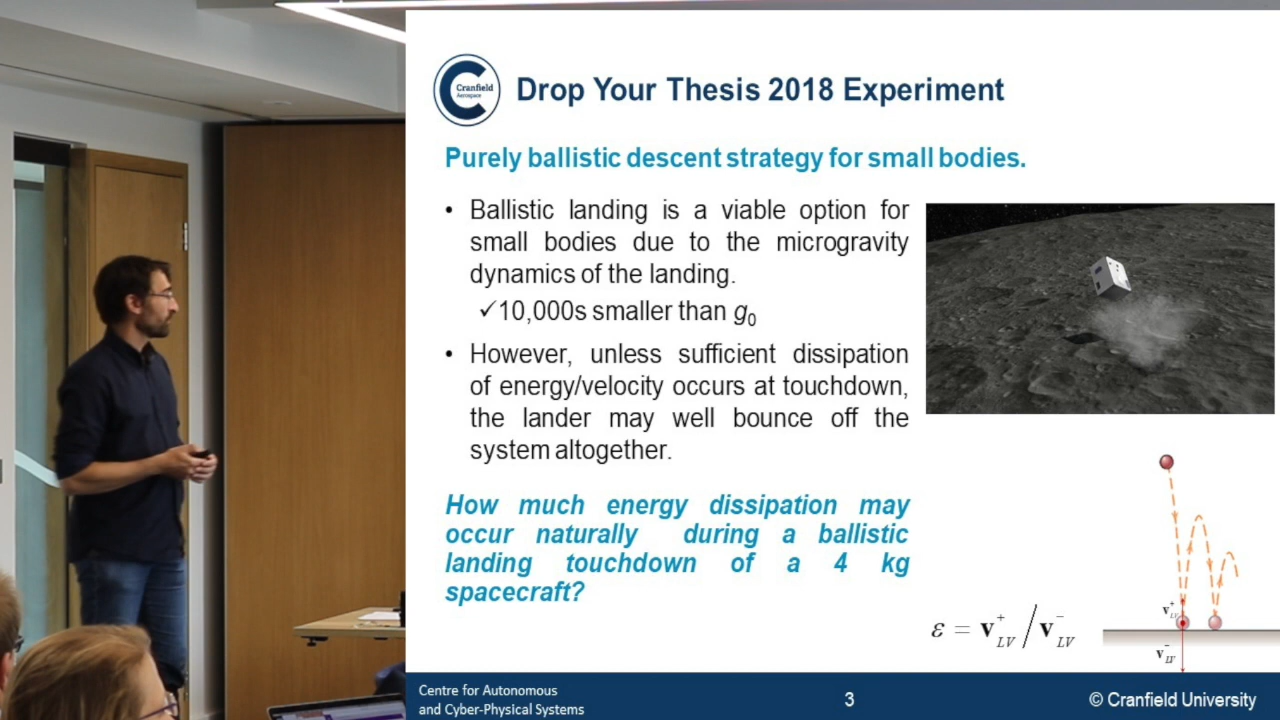 Cranfield
Aerospace
Drop Your Thesis 2018 Experiment
Purely ballistic descent strategy for small bodies.
• Ballistic landing is a viable option for
small bodies due to the microgravity
dynamics of the landing.
✓10,000s smaller than g₀
• However, unless sufficient dissipation
of energy/velocity occurs at touchdown,
the lander may well bounce off the
system altogether.
How much energy dissipation may
occur naturally during a ballistic
landing touchdown of a 4 kg
spacecraft?
ε = v⁺LV / v⁻LV
v⁺LV
v⁻LV
Centre for Autonomous
and Cyber-Physical Systems
3
© Cranfield University